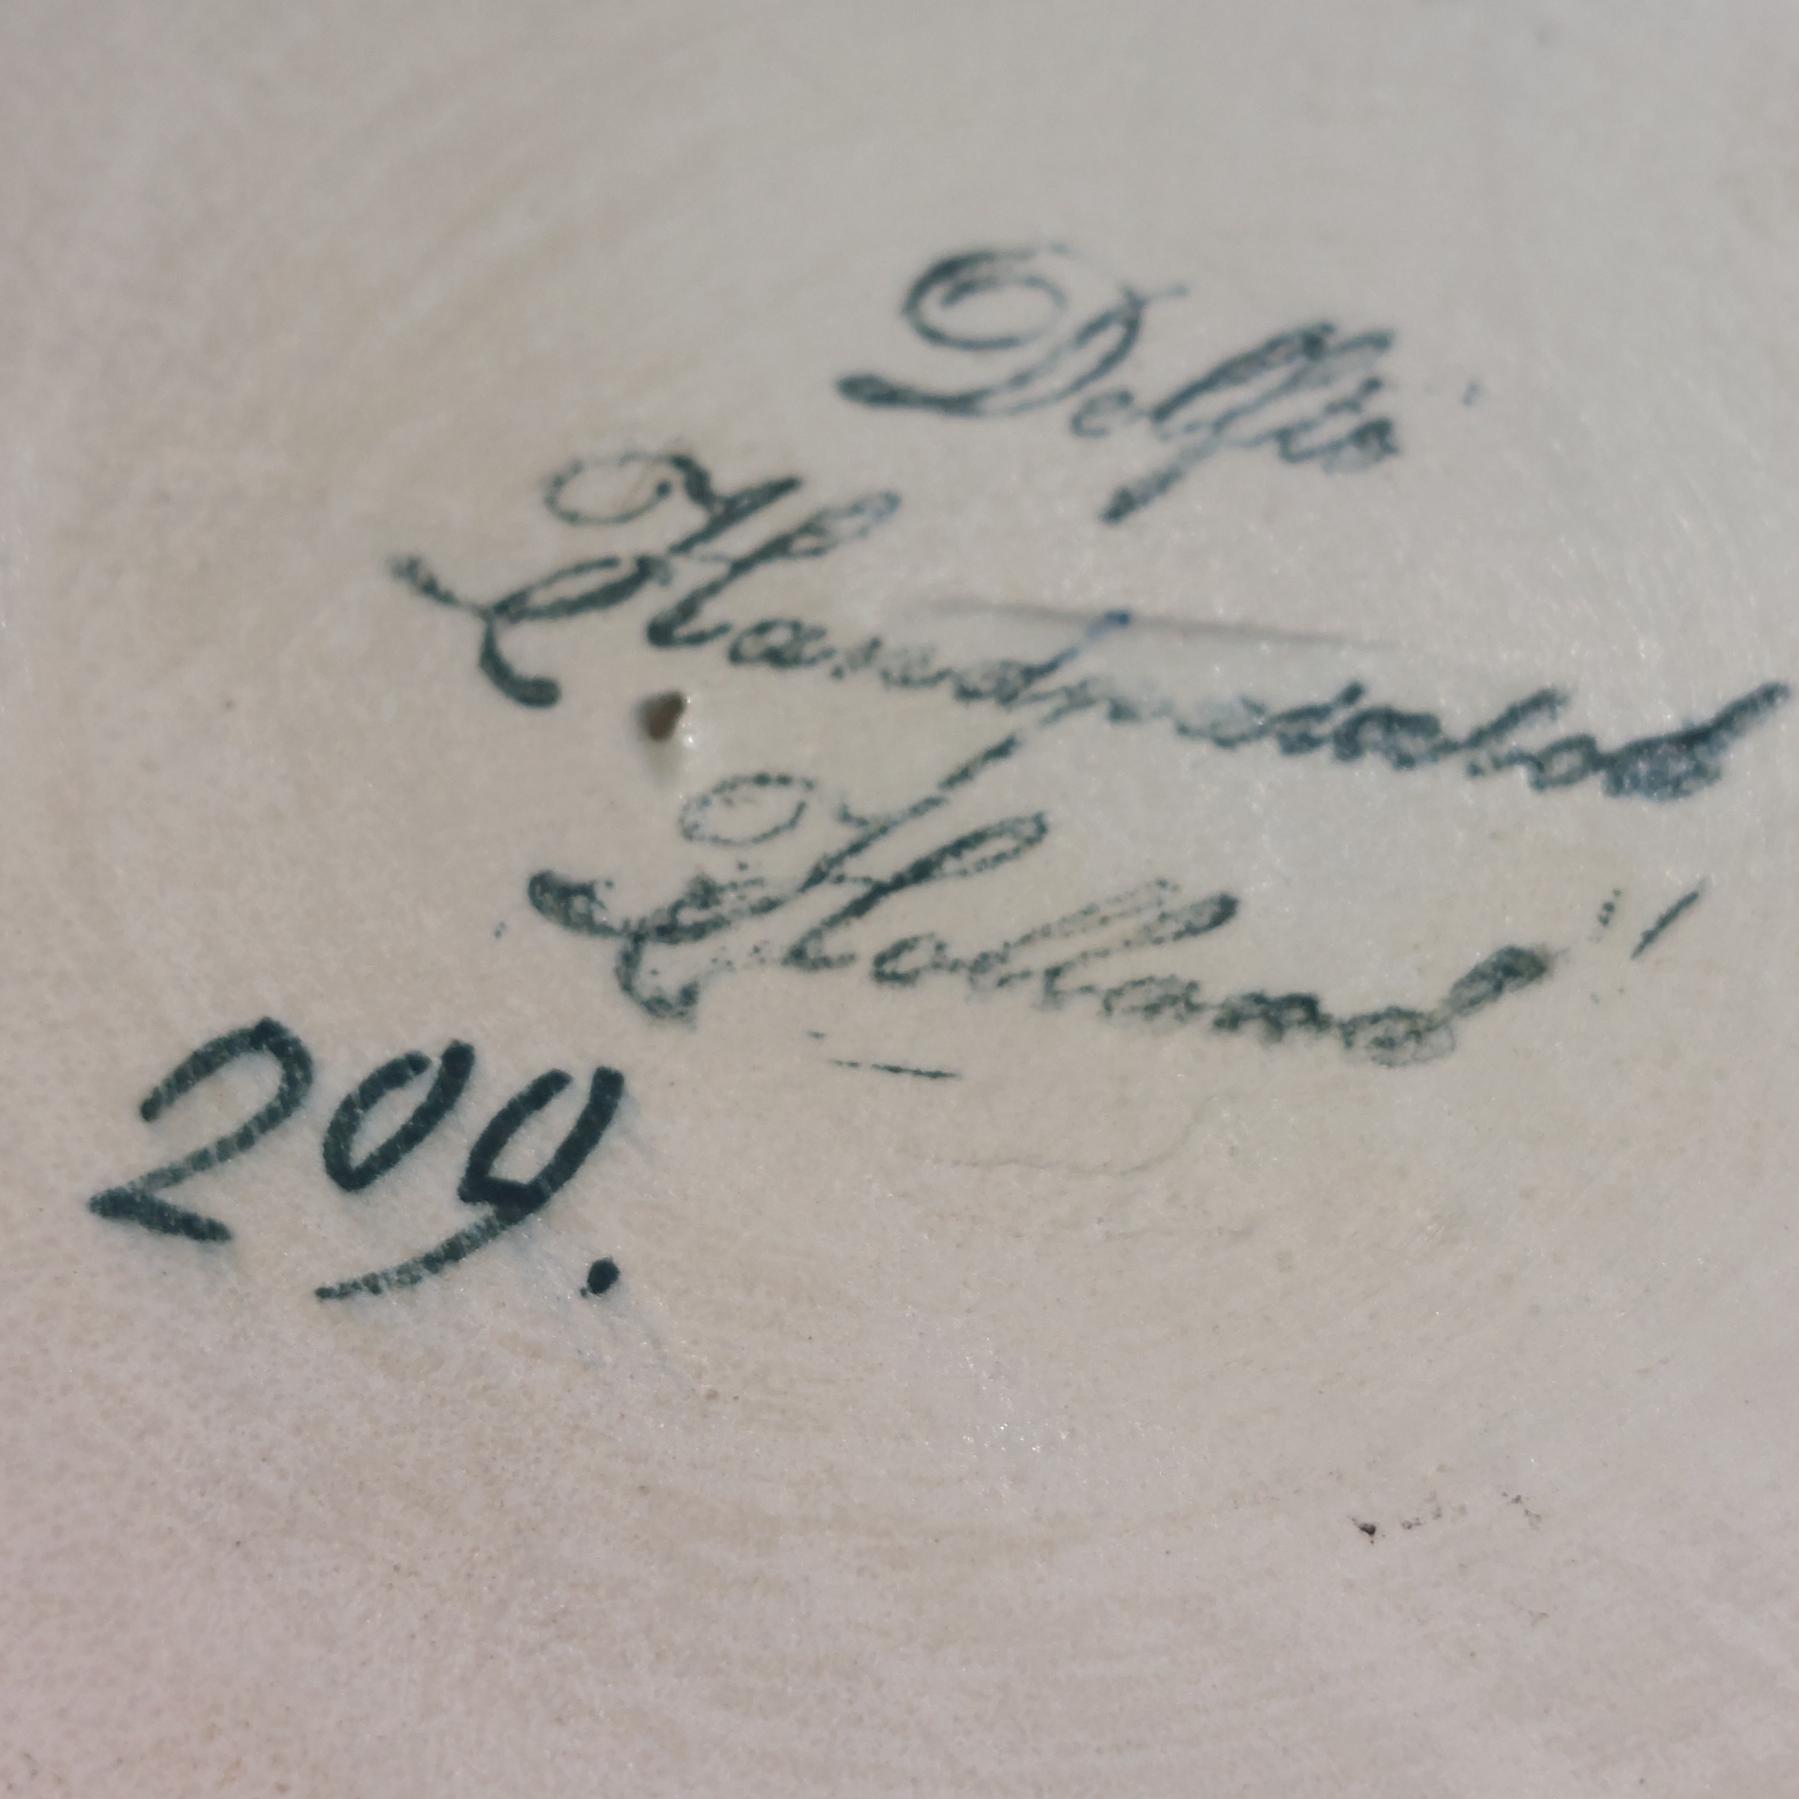 Delfts
Handpainted
Holland
209.